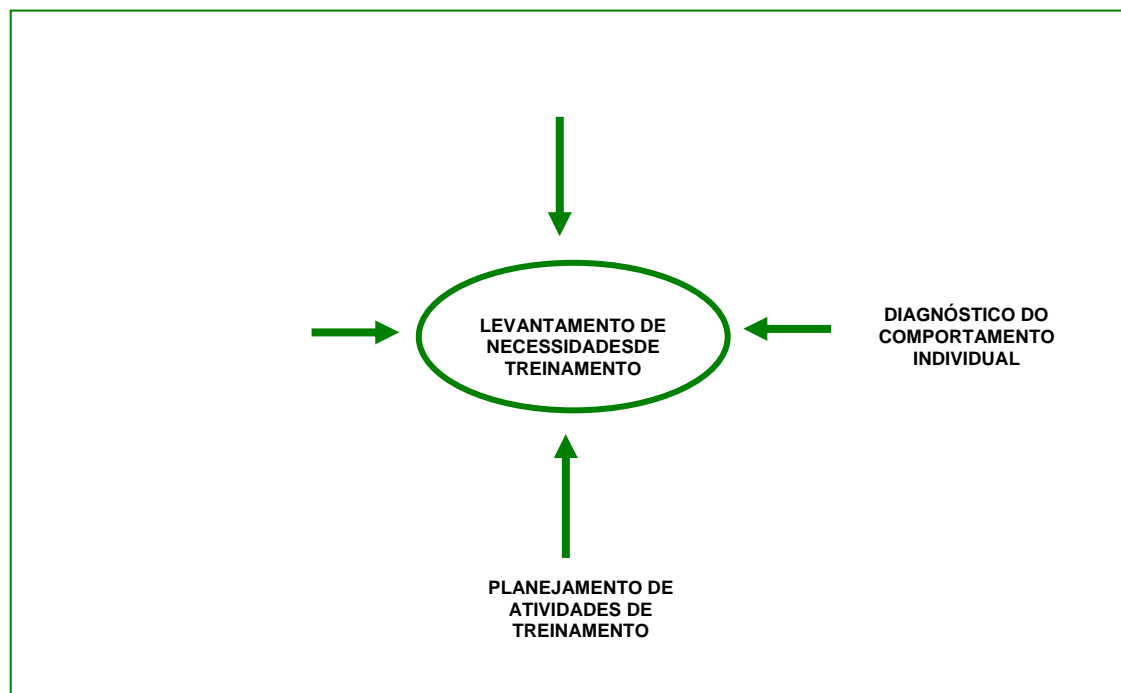 LEVANTAMENTO DE
NECESSIDADESDE
TREINAMENTO
DIAGNÓSTICO DO
COMPORTAMENTO
INDIVIDUAL
PLANEJAMENTO DE
ATIVIDADES DE
TREINAMENTO